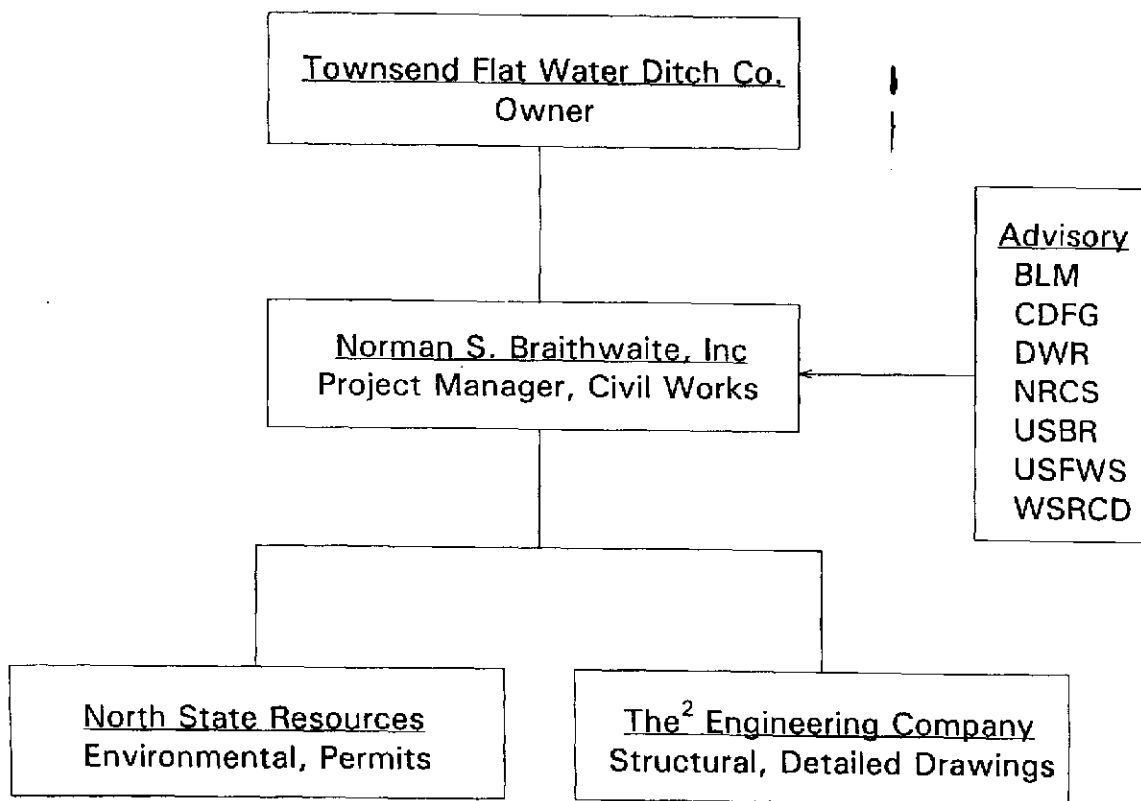 Townsend Flat Water Ditch Co.
Owner
Advisory
BLM
CDFG
DWR
NRCS
USBR
USFWS
WSRCD
Norman S. Braithwaite, Inc
Project Manager, Civil Works
North State Resources
Environmental, Permits
The² Engineering Company
Structural, Detailed Drawings